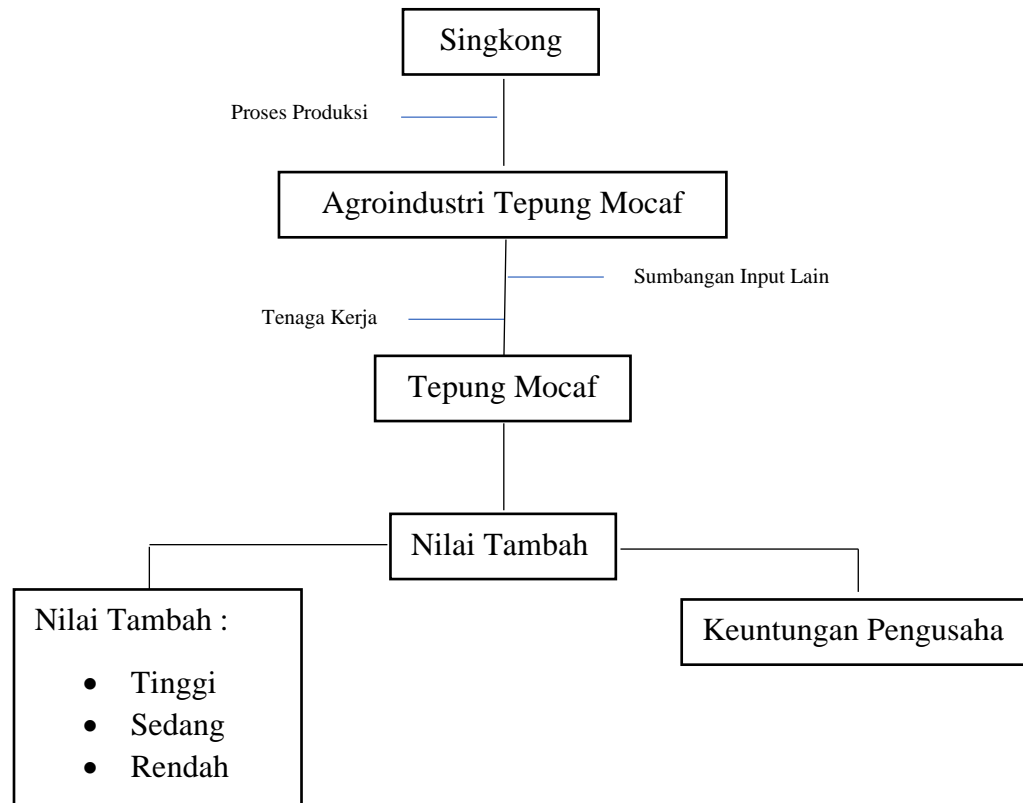 Singkong
Proses Produksi
Agroindustri Tepung Mocaf
Sumbangan Input Lain
Tenaga Kerja
Tepung Mocaf
Nilai Tambah
Nilai Tambah :
• Tinggi
• Sedang
• Rendah
Keuntungan Pengusaha